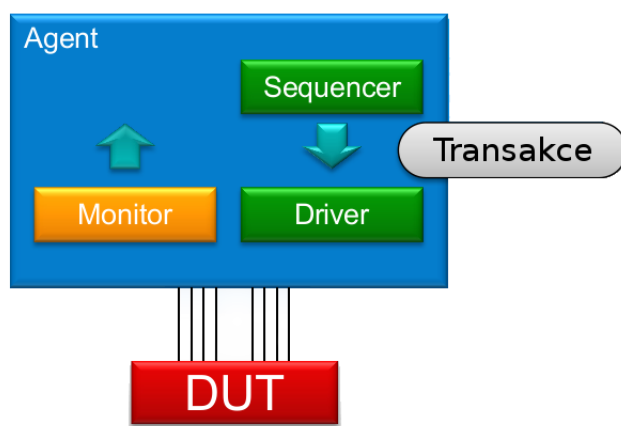 Agent
Sequencer
Transakce
Monitor
Driver
DUT